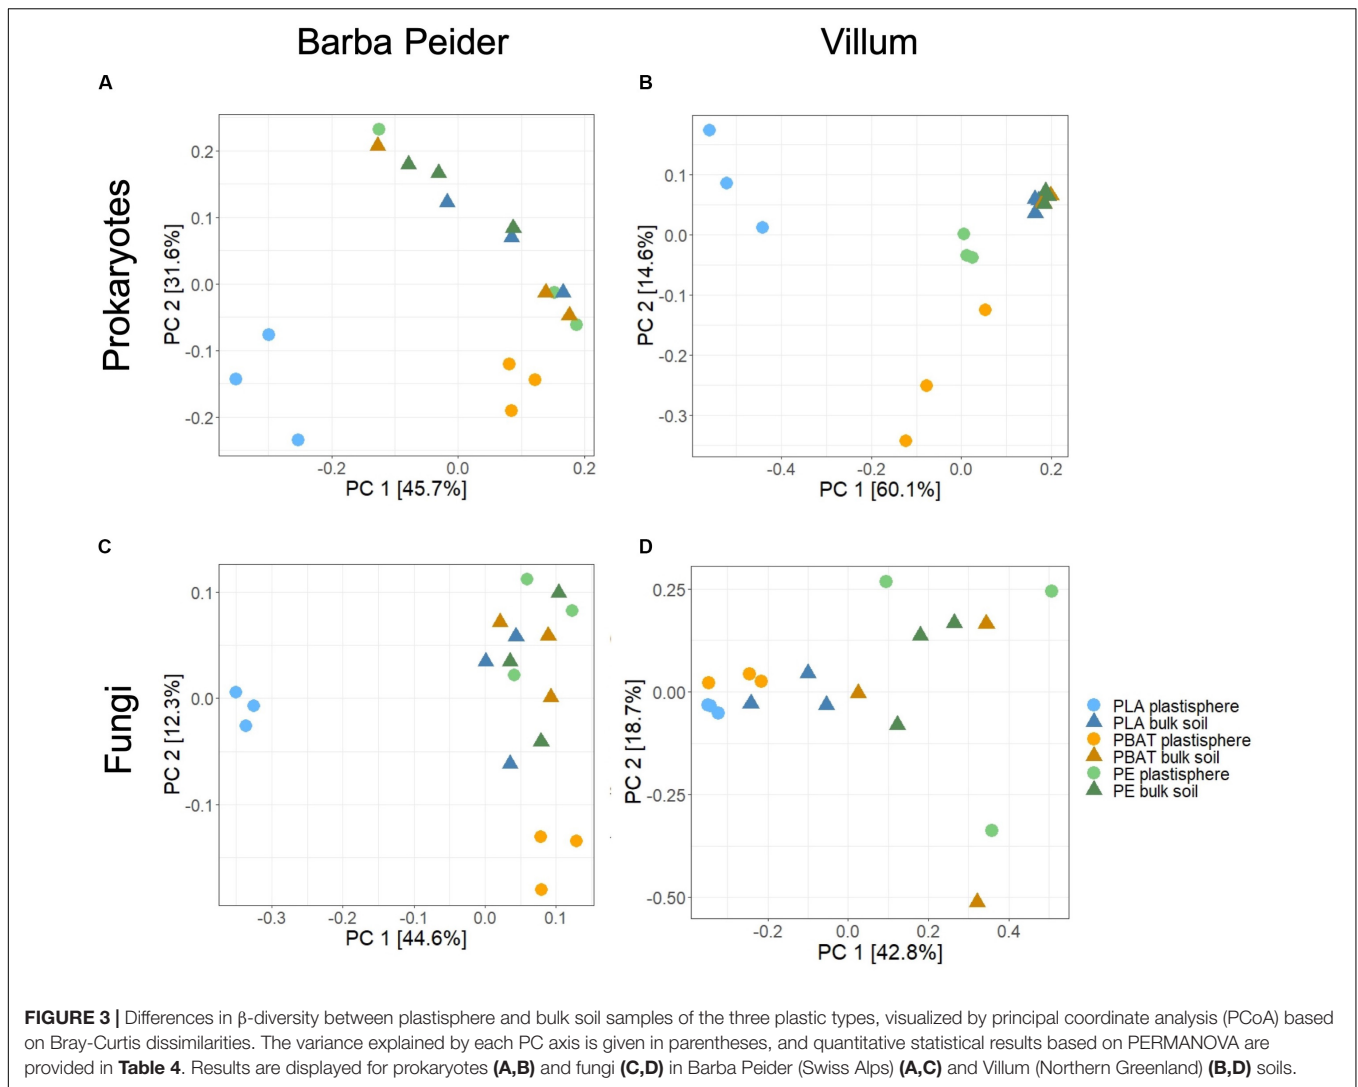 Barba Peider
Villum
A
B
Prokaryotes
PC 2 [31.6%]
0.2
0.1
0.0
-0.1
-0.2
-0.2
0.0
0.2
PC 1 [45.7%]
PC 2 [14.6%]
0.1
0.0
-0.1
-0.2
-0.3
-0.4
-0.2
0.0
0.2
PC 1 [60.1%]
C
D
Fungi
PC 2 [12.3%]
0.1
0.0
-0.1
-0.3
-0.2
-0.1
0.0
0.1
PC 1 [44.6%]
PC 2 [18.7%]
0.25
0.00
-0.25
-0.50
-0.2
0.0
0.2
0.4
PC 1 [42.8%]
PLA plastisphere
PLA bulk soil
PBAT plastisphere
PBAT bulk soil
PE plastisphere
PE bulk soil
FIGURE 3 | Differences in β-diversity between plastisphere and bulk soil samples of the three plastic types, visualized by principal coordinate analysis (PCoA) based
on Bray-Curtis dissimilarities. The variance explained by each PC axis is given in parentheses, and quantitative statistical results based on PERMANOVA are
provided in Table 4. Results are displayed for prokaryotes (A,B) and fungi (C,D) in Barba Peider (Swiss Alps) (A,C) and Villum (Northern Greenland) (B,D) soils.